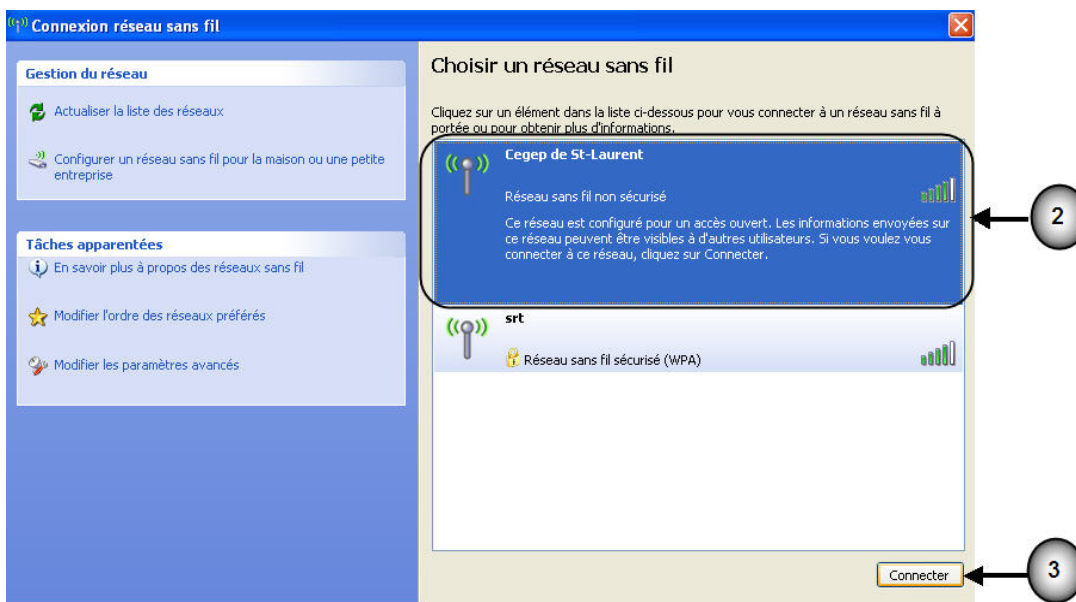 Connexion réseau sans fil
Gestion du réseau
Actualiser la liste des réseaux
Configurer un réseau sans fil pour la maison ou une petite
entreprise
Tâches apparentées
En savoir plus à propos des réseaux sans fil
Modifier l'ordre des réseaux préférés
Modifier les paramètres avancés
Choisir un réseau sans fil
Cliquez sur un élément dans la liste ci-dessous pour vous connecter à un réseau sans fil à
portée ou pour obtenir plus d'informations.
Cegep de St-Laurent
Réseau sans fil non sécurisé
Ce réseau est configuré pour un accès ouvert. Les informations envoyées sur
ce réseau peuvent être visibles à d'autres utilisateurs. Si vous voulez vous
connecter à ce réseau, cliquez sur Connecter.
2
srt
Réseau sans fil sécurisé (WPA)
Connecter
3